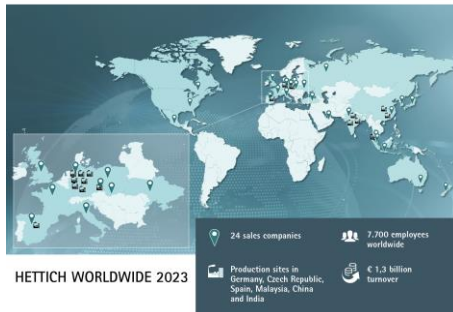 24 sales companies
7.700 employees
worldwide
Production sites in
Germany, Czech Republic,
Spain, Malaysia, China
and India
€ 1,3 billion
turnover
HETTICH WORLDWIDE 2023